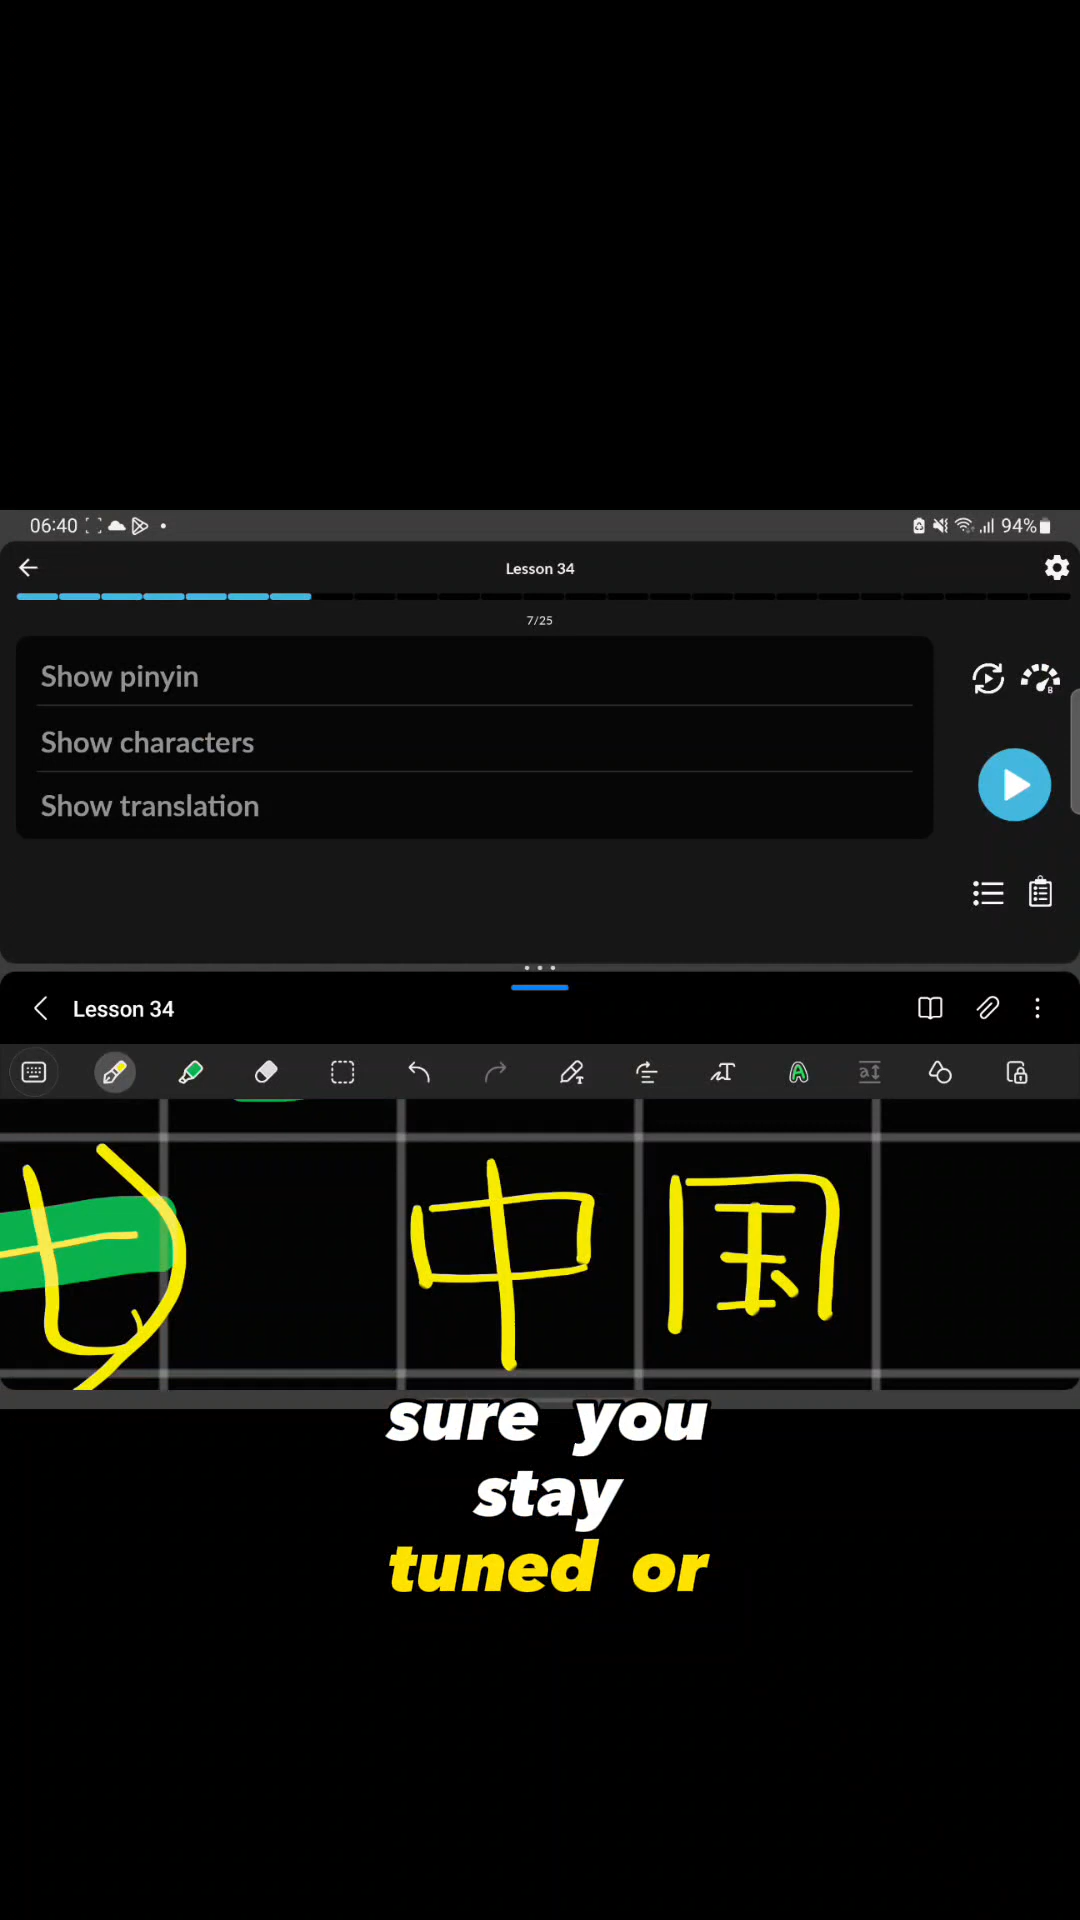 06:40
94%
Lesson 34
7/25
Show pinyin
Show characters
Show translation
Lesson 34
中国
sure you
stay
tuned or